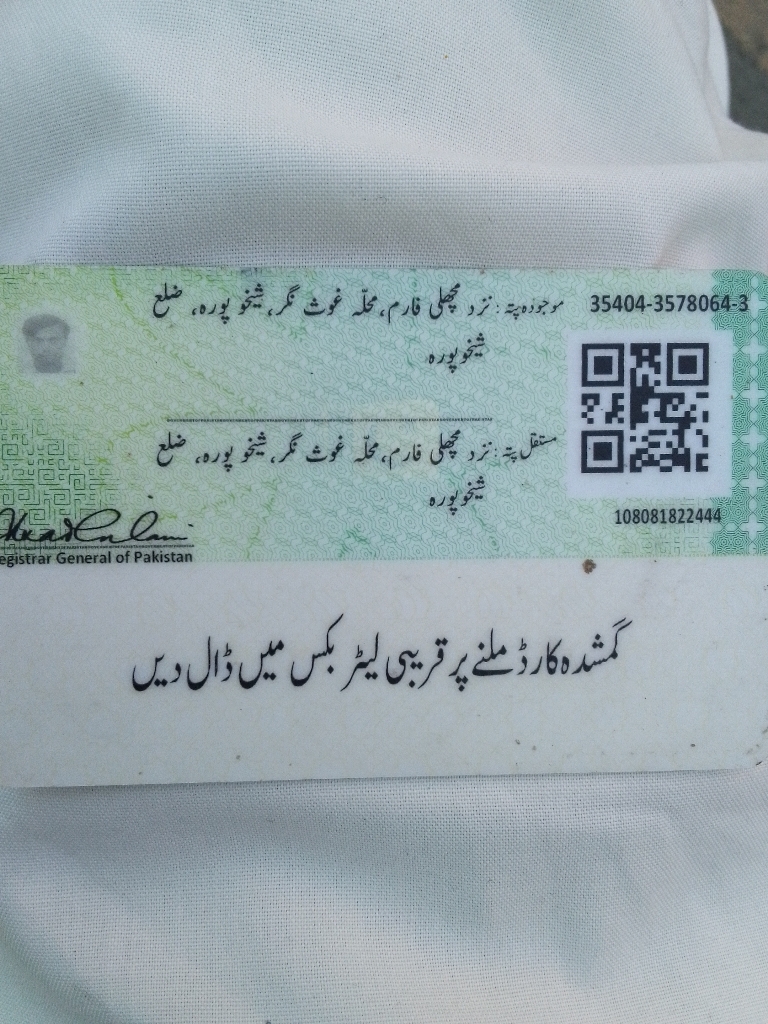 35404-3578064-3
موجودہ پتہ : نزد مچھلی فارم، محلّہ غوث نگر، شیخوپورہ، ضلع
شیخوپورہ
مستقل پتہ : نزد مچھلی فارم، محلّہ غوث نگر، شیخوپورہ، ضلع
شیخوپورہ
108081822444
egistrar General of Pakistan
گمشدہ کارڈ ملنے پر قریبی لیٹر بکس میں ڈال دیں